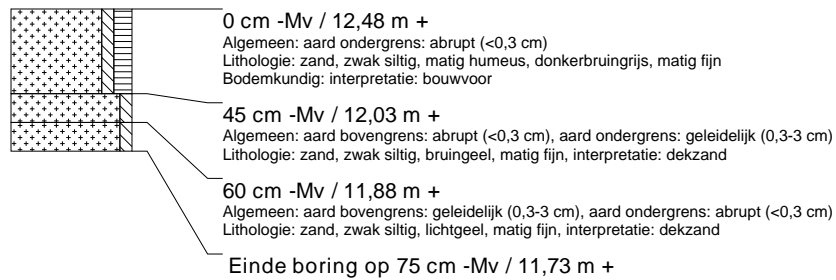 0 cm -Mv / 12,48 m +
Algemeen: aard ondergrens: abrupt (<0,3 cm)
Lithologie: zand, zwak siltig, matig humeus, donkerbruingrijs, matig fijn
Bodemkundig: interpretatie: bouwvoor
45 cm -Mv / 12,03 m +
Algemeen: aard bovengrens: abrupt (<0,3 cm), aard ondergrens: geleidelijk (0,3-3 cm)
Lithologie: zand, zwak siltig, bruingeel, matig fijn, interpretatie: dekzand
60 cm -Mv / 11,88 m +
Algemeen: aard bovengrens: geleidelijk (0,3-3 cm), aard ondergrens: abrupt (<0,3 cm)
Lithologie: zand, zwak siltig, lichtgeel, matig fijn, interpretatie: dekzand
Einde boring op 75 cm -Mv / 11,73 m +